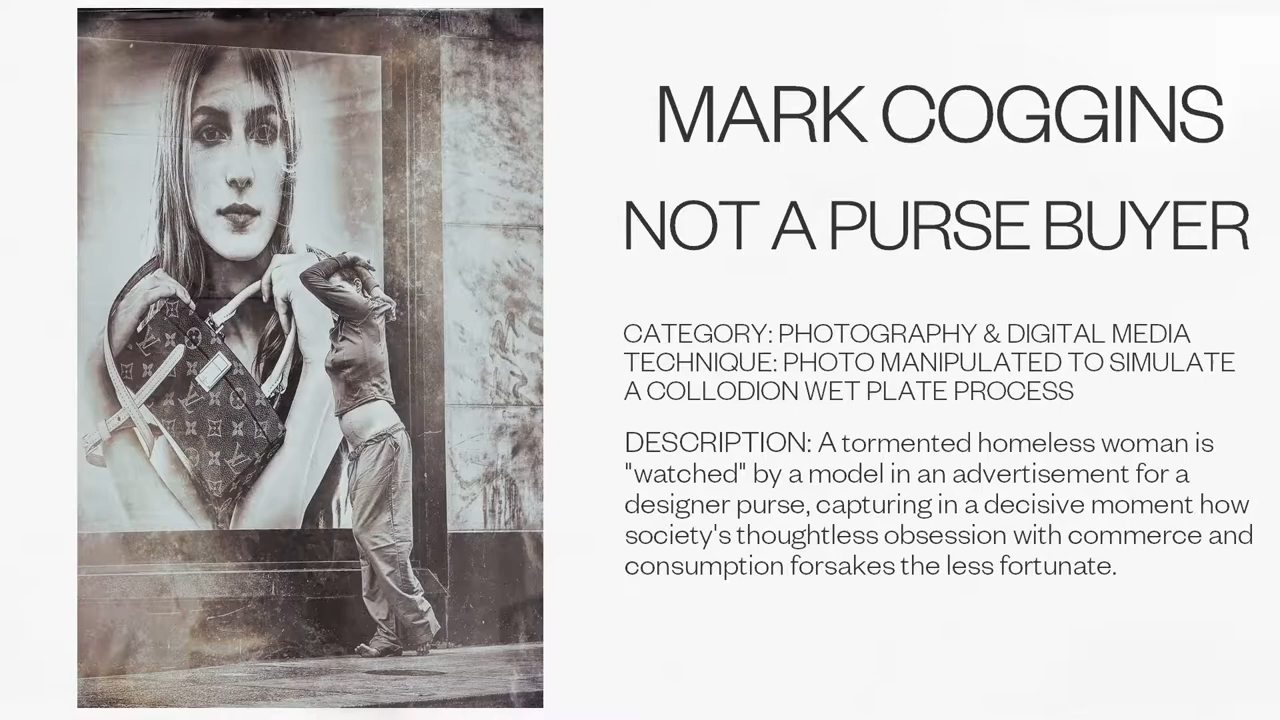 MARK COGGINS
NOT A PURSE BUYER
CATEGORY: PHOTOGRAPHY & DIGITAL MEDIA
TECHNIQUE: PHOTO MANIPULATED TO SIMULATE
A COLLODION WET PLATE PROCESS
DESCRIPTION: A tormented homeless woman is
"watched" by a model in an advertisement for a
designer purse, capturing in a decisive moment how
society's thoughtless obsession with commerce and
consumption forsakes the less fortunate.